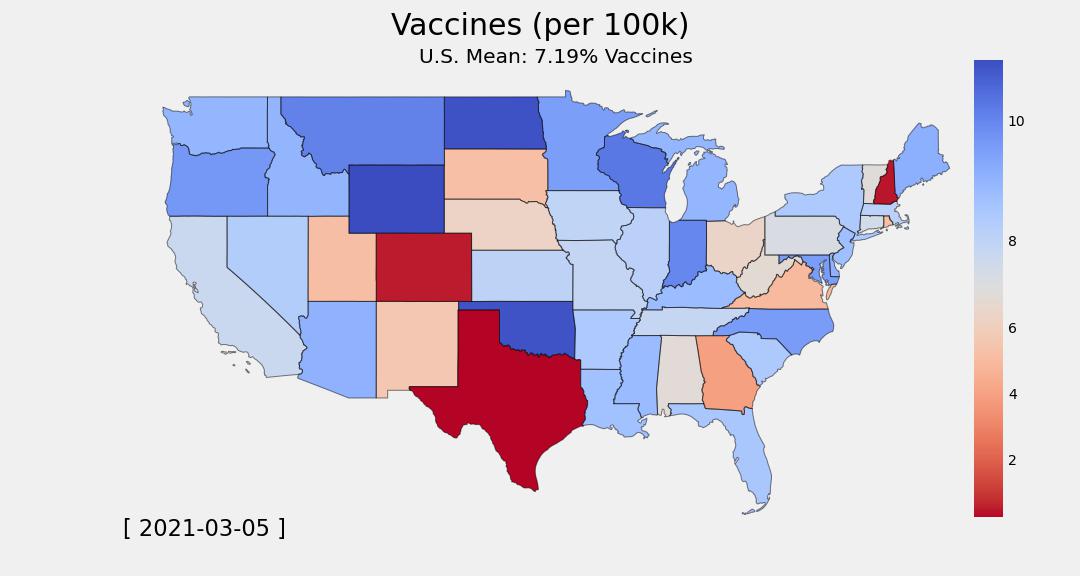 Vaccines (per 100k)
U.S. Mean: 7.19% Vaccines
10
8
6
4
2
[ 2021-03-05 ]